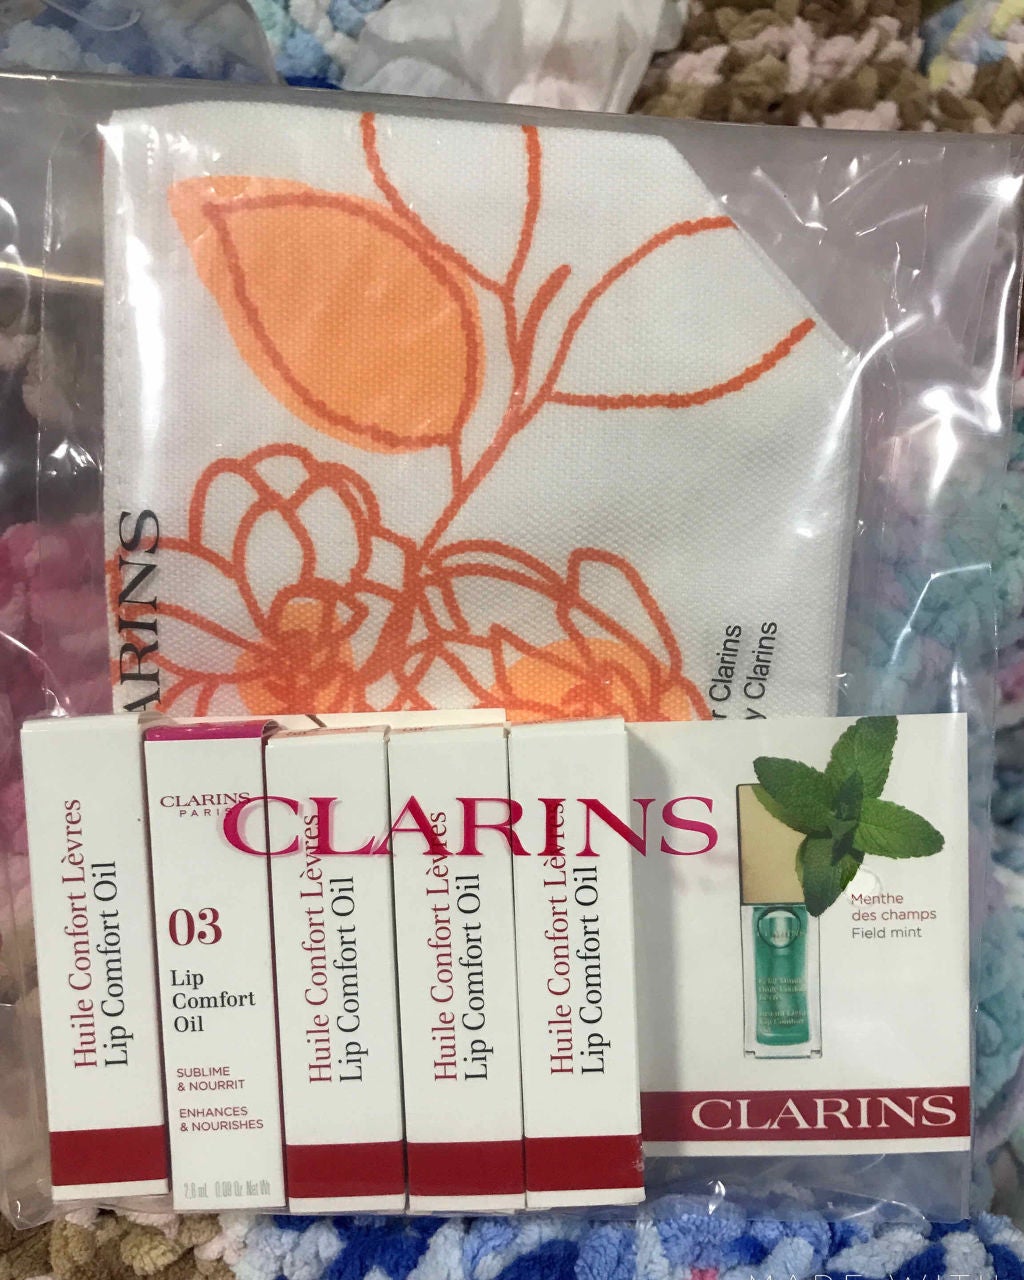 CLARINS
r Clarins
y Clarins
CLARINS
Huile Confort Lèvres
Lip Comfort Oil
CLARINS
PARIS
03
Lip
Comfort
Oil
SUBLIME
& NOURRIT
ENHANCES
& NOURISHES
2.8 mL 0.09 Oz Net Wt
Huile Confort Lèvres
Lip Comfort Oil
Huile Confort Lèvres
Lip Comfort Oil
Huile Confort Lèvres
Lip Comfort Oil
Menthe
des champs
Field mint
CLARINS